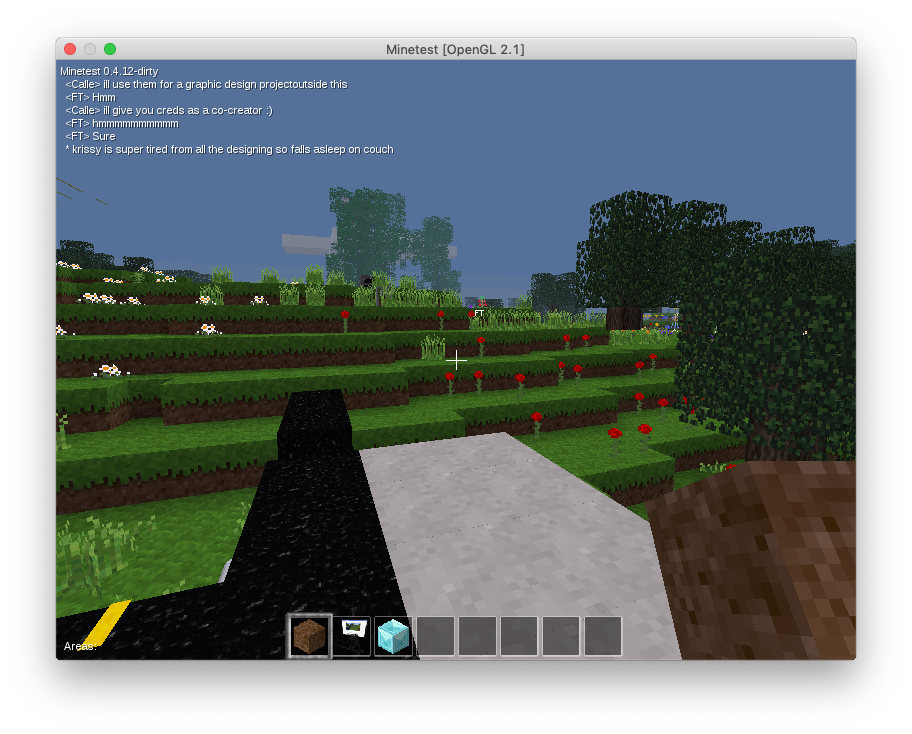 Minetest [OpenGL 2.1]
Minetest 0.4.12-dirty
<Calle> ill use them for a graphic design projectoutside this
<FT> Hmm
<Calle> ill give you creds as a co-creator :)
<FT> hmmmmmmmmmm
<FT> Sure
* krissy is super tired from all the designing so falls asleep on couch
FT
Areas: